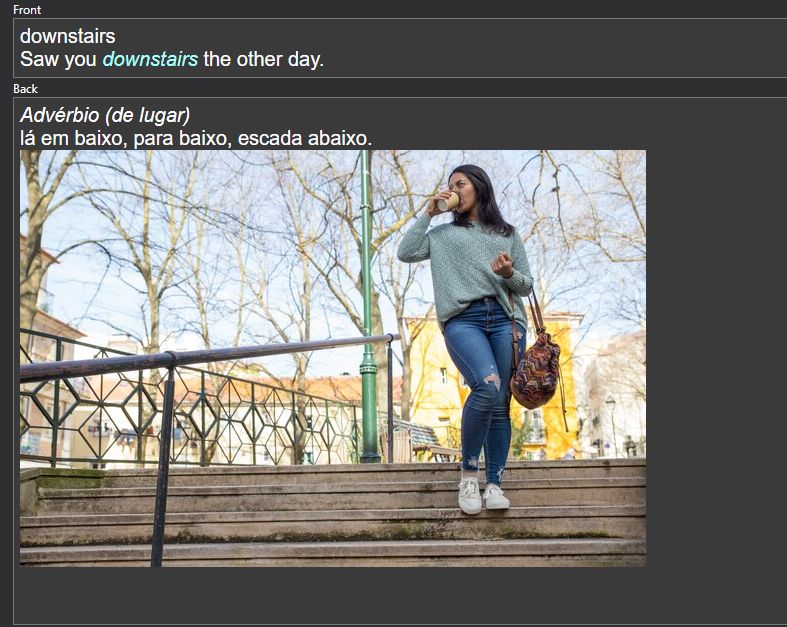 Front
downstairs
Saw you downstairs the other day.
Back
Advérbio (de lugar)
lá em baixo, para baixo, escada abaixo.